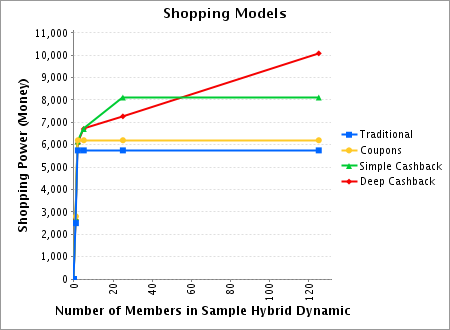 Shopping Models
11,000
10,000
9,000
8,000
7,000
6,000
5,000
4,000
3,000
2,000
1,000
0
Shopping Power (Money)
0
20
40
60
80
100
120
Number of Members in Sample Hybrid Dynamic
Traditional
Coupons
Simple Cashback
Deep Cashback